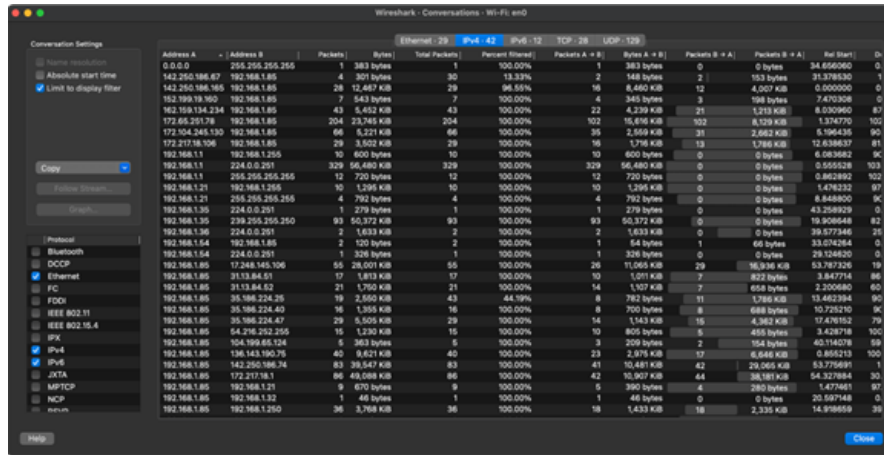 Wireshark · Conversations · Wi-Fi: en0
Ethernet · 29 IPv4 · 42 IPv6 · 12 TCP · 28 UDP · 129
Conversation Settings
Name resolution
Absolute start time
Limit to display filter
Copy
Follow Stream...
Graph...
Protocol
Bluetooth
DCCP
Ethernet
FC
FDDI
IEEE 802.11
IEEE 802.15.4
IPX
IPv4
IPv6
JXTA
MPTCP
NCP
RSVP
Address A Address B Packets Bytes Total Packets Percent filtered Packets A → B Bytes A → B Packets B → A Packets B → A Rel Start
0.0.0.0 255.255.255.255 1 383 bytes 1 100.00% 1 383 bytes 0 0 bytes 34.656060 0.
142.250.186.67 192.168.1.85 4 301 bytes 30 13.33% 2 148 bytes 2 153 bytes 31.378530 1
142.250.186.165 192.168.1.85 28 12,467 KiB 29 96.55% 16 8,460 KiB 12 4,007 KiB 0.000000 0
152.199.19.160 192.168.1.85 7 543 bytes 7 100.00% 4 345 bytes 3 198 bytes 7.470308 0
162.159.134.234 192.168.1.85 43 5,452 KiB 43 100.00% 22 4,239 KiB 21 1,213 KiB 8.030960 87
172.65.251.78 192.168.1.85 204 23,745 KiB 204 100.00% 102 15,616 KiB 102 8,129 KiB 1.374770 102
172.104.245.130 192.168.1.85 66 5,221 KiB 66 100.00% 35 2,559 KiB 31 2,662 KiB 5.196435 90.
172.217.18.106 192.168.1.85 29 3,502 KiB 29 100.00% 16 1,716 KiB 13 1,786 KiB 12.638637 81.
192.168.1.1 192.168.1.255 10 600 bytes 10 100.00% 10 600 bytes 0 0 bytes 6.083682 90
192.168.1.1 224.0.0.251 329 56,480 KiB 329 100.00% 329 56,480 KiB 0 0 bytes 0.555528 103
192.168.1.1 255.255.255.255 12 720 bytes 12 100.00% 12 720 bytes 0 0 bytes 0.862892 102
192.168.1.21 192.168.1.255 10 1,295 KiB 10 100.00% 10 1,295 KiB 0 0 bytes 1.476232 97
192.168.1.21 255.255.255.255 4 792 bytes 4 100.00% 4 792 bytes 0 0 bytes 8.848800 90
192.168.1.35 224.0.0.251 1 279 bytes 1 100.00% 1 279 bytes 0 0 bytes 43.258929 0.
192.168.1.35 239.255.255.250 93 50,372 KiB 93 100.00% 93 50,372 KiB 0 0 bytes 19.908648 82
192.168.1.36 224.0.0.251 2 1,633 KiB 2 100.00% 2 1,633 KiB 0 0 bytes 39.577346 25
192.168.1.54 192.168.1.85 2 120 bytes 2 100.00% 1 54 bytes 1 66 bytes 33.074264 0.
192.168.1.54 224.0.0.251 1 326 bytes 1 100.00% 1 326 bytes 0 0 bytes 29.124620 0.
192.168.1.85 17.248.145.106 55 28,001 KiB 55 100.00% 26 11,065 KiB 29 16,936 KiB 53.787326 19
192.168.1.85 31.13.84.51 17 1,813 KiB 17 100.00% 10 1,011 KiB 7 822 bytes 3.847714 86
192.168.1.85 31.13.84.52 21 1,750 KiB 21 100.00% 14 1,107 KiB 7 658 bytes 2.200680 60
192.168.1.85 35.186.224.25 19 2,550 KiB 43 44.19% 8 782 bytes 11 1,786 KiB 13.462394 90
192.168.1.85 35.186.224.40 16 1,355 KiB 16 100.00% 8 700 bytes 8 688 bytes 10.725210 90
192.168.1.85 35.186.224.47 29 5,505 KiB 29 100.00% 14 1,143 KiB 15 4,362 KiB 17.476152 79
192.168.1.85 54.216.252.255 15 1,230 KiB 15 100.00% 10 805 bytes 5 455 bytes 3.428718 100
192.168.1.85 104.199.65.124 5 363 bytes 5 100.00% 3 209 bytes 2 154 bytes 40.114078 59
192.168.1.85 136.143.190.75 40 9,621 KiB 40 100.00% 23 2,975 KiB 17 6,646 KiB 0.855213 100
192.168.1.85 142.250.186.74 83 39,547 KiB 83 100.00% 41 10,481 KiB 42 29,065 KiB 53.775691 1
192.168.1.85 172.217.18.1 86 49,088 KiB 86 100.00% 42 10,907 KiB 44 38,181 KiB 54.327884 30.
192.168.1.85 192.168.1.21 9 670 bytes 9 100.00% 5 390 bytes 4 280 bytes 1.477461 97.
192.168.1.85 192.168.1.32 1 46 bytes 1 100.00% 1 46 bytes 0 0 bytes 20.597148 0.
192.168.1.85 192.168.1.250 36 3,768 KiB 36 100.00% 18 1,433 KiB 18 2,335 KiB 14.918659 39
Help Close